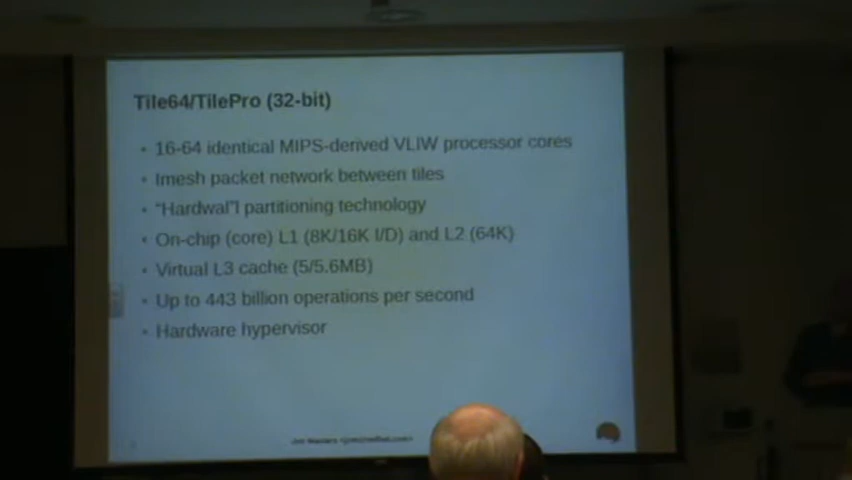 Tile64/TilePro (32-bit)
• 16-64 identical MIPS-derived VLIW processor cores
• Imesh packet network between tiles
• “Hardwal”l partitioning technology
• On-chip (core) L1 (8K/16K I/D) and L2 (64K)
• Virtual L3 cache (5/5.6MB)
• Up to 443 billion operations per second
• Hardware hypervisor